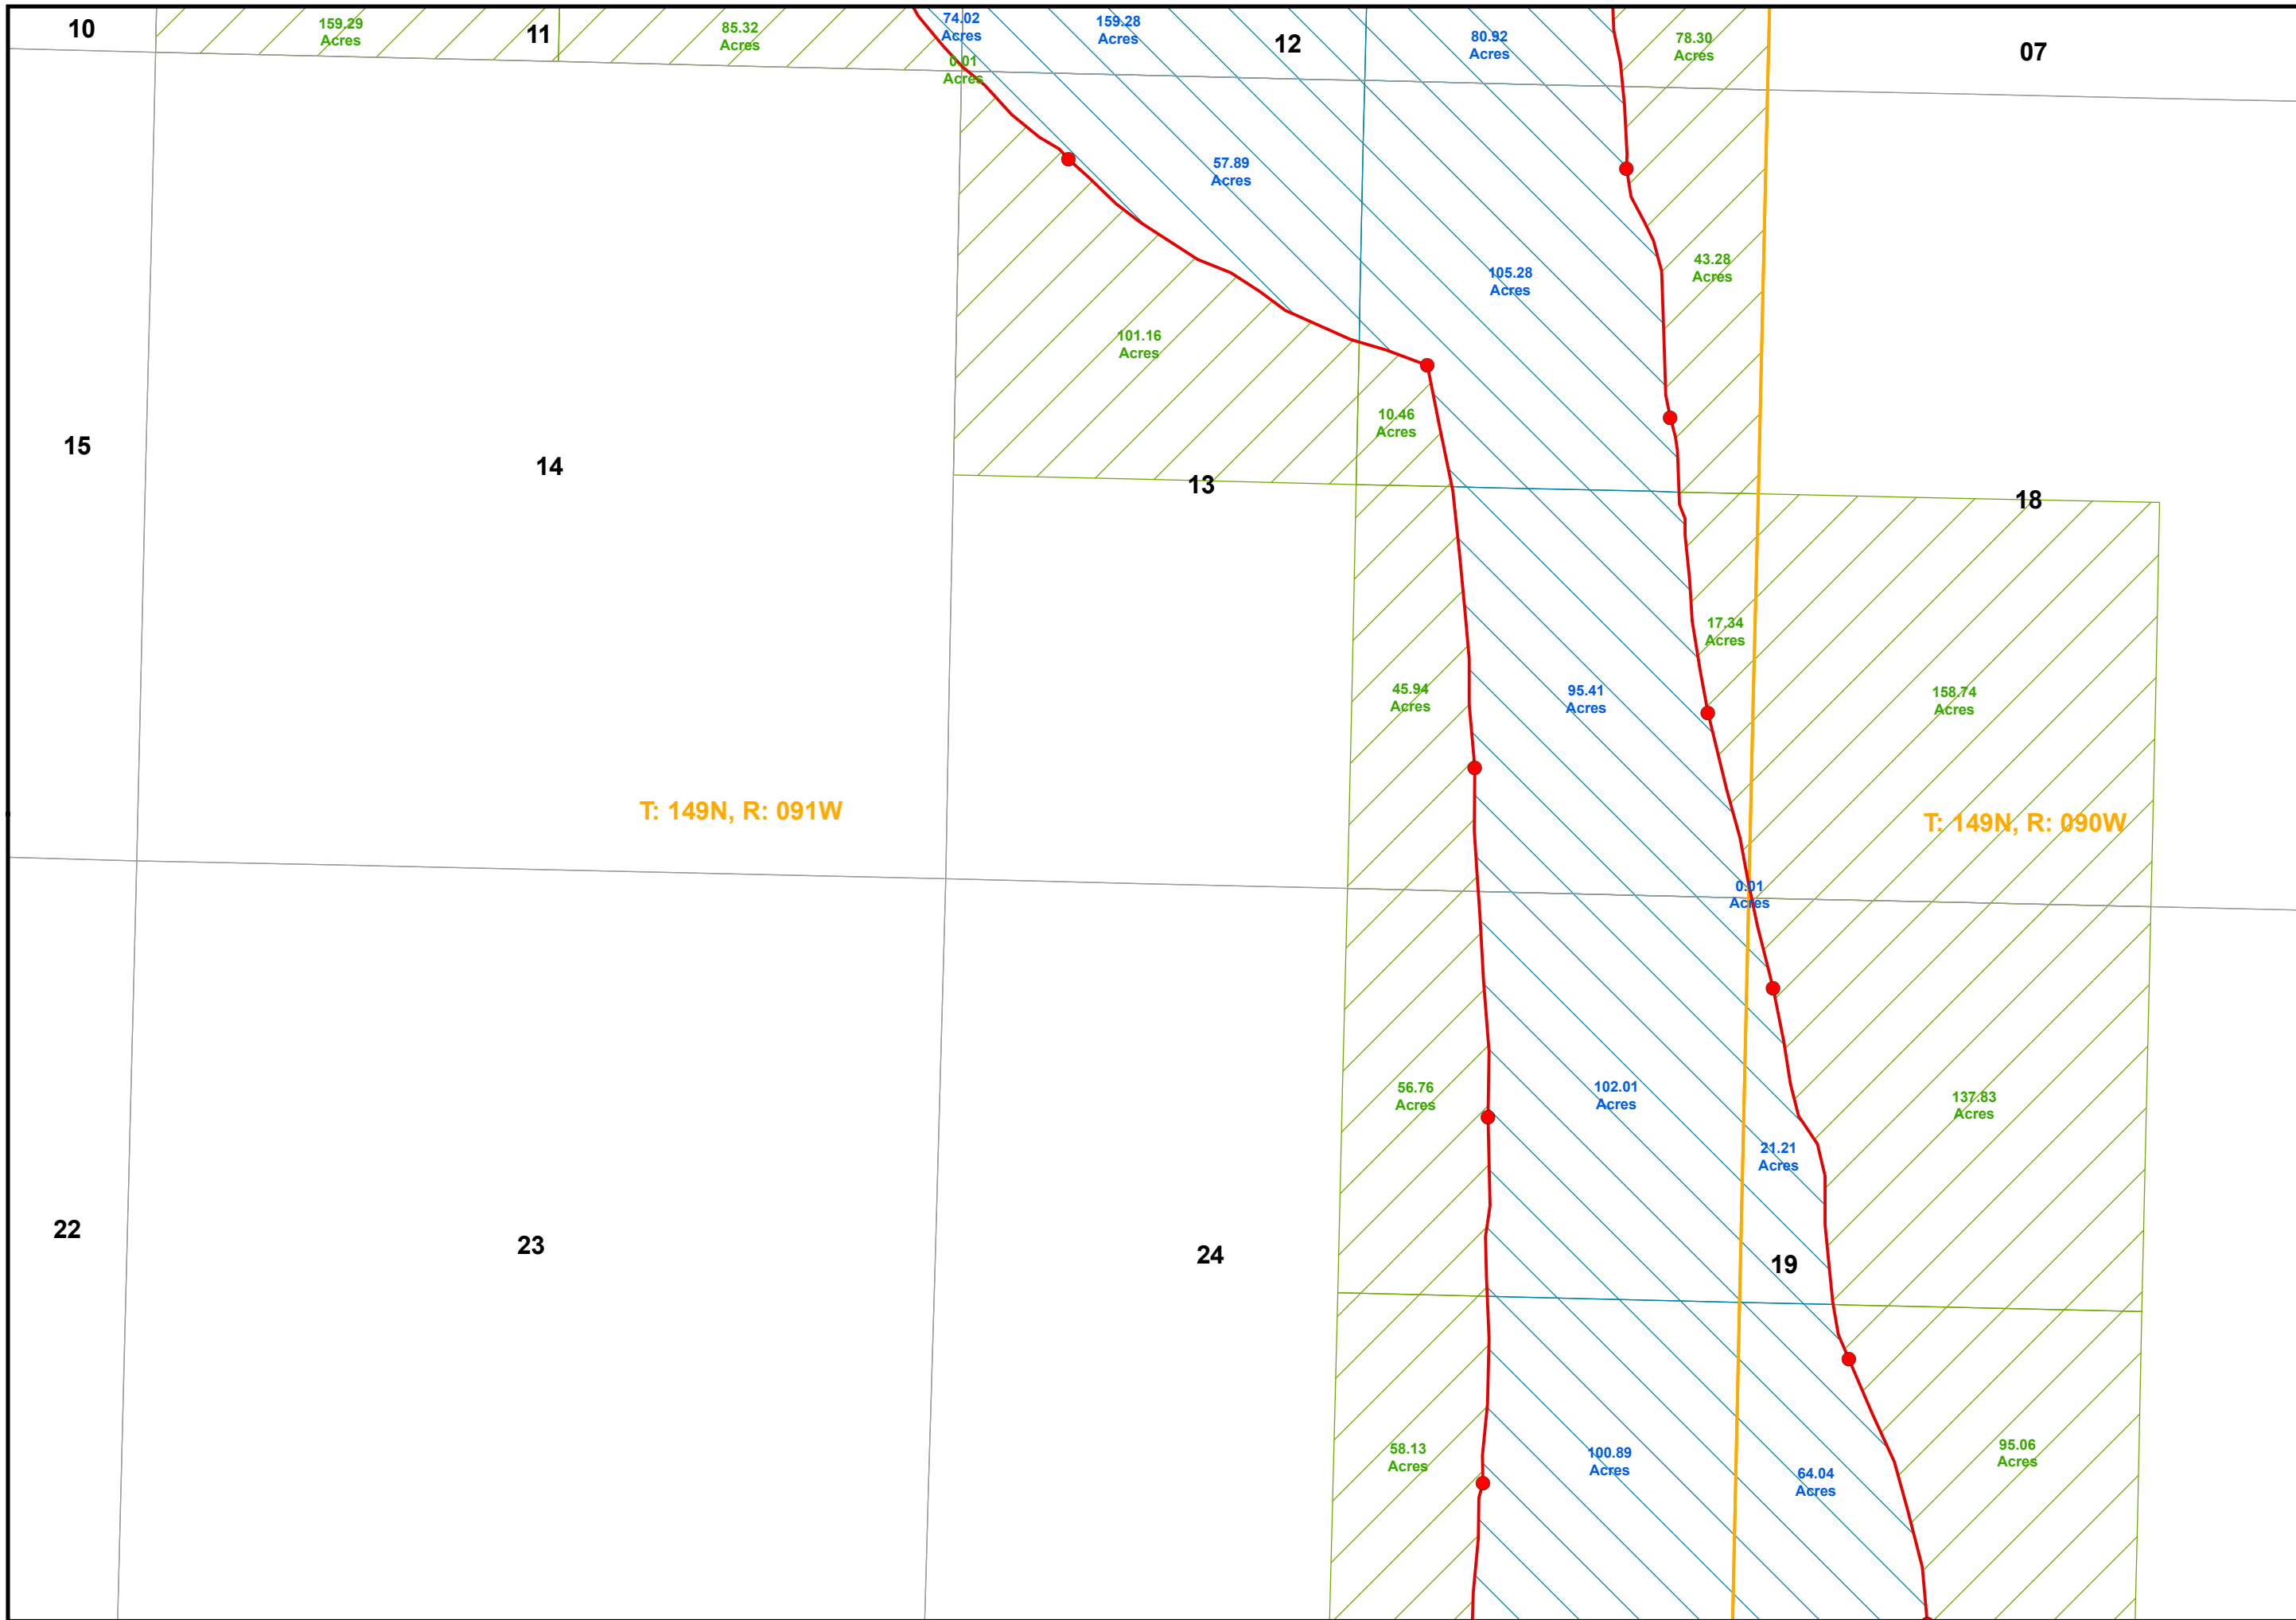 10
159.29
Acres
11
85.32
Acres
74.02
Acres
0.01
Acres
159.28
Acres
12
80.92
Acres
78.30
Acres
07
57.89
Acres
105.28
Acres
43.28
Acres
101.16
Acres
10.46
Acres
15
14
13
18
17.34
Acres
45.94
Acres
95.41
Acres
158.74
Acres
T: 149N, R: 091W
T: 149N, R: 090W
0.01
Acres
56.76
Acres
102.01
Acres
137.83
Acres
21.21
Acres
22
23
24
19
58.13
Acres
100.89
Acres
64.04
Acres
95.06
Acres